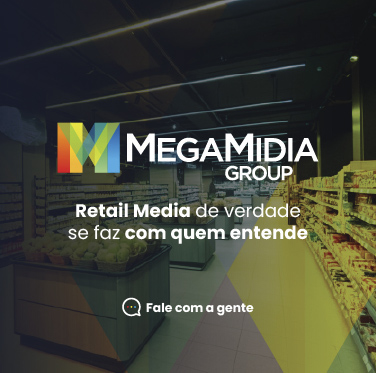 MEGAMIDIA
GROUP
Retail Media de verdade
se faz com quem entende
Fale com a gente